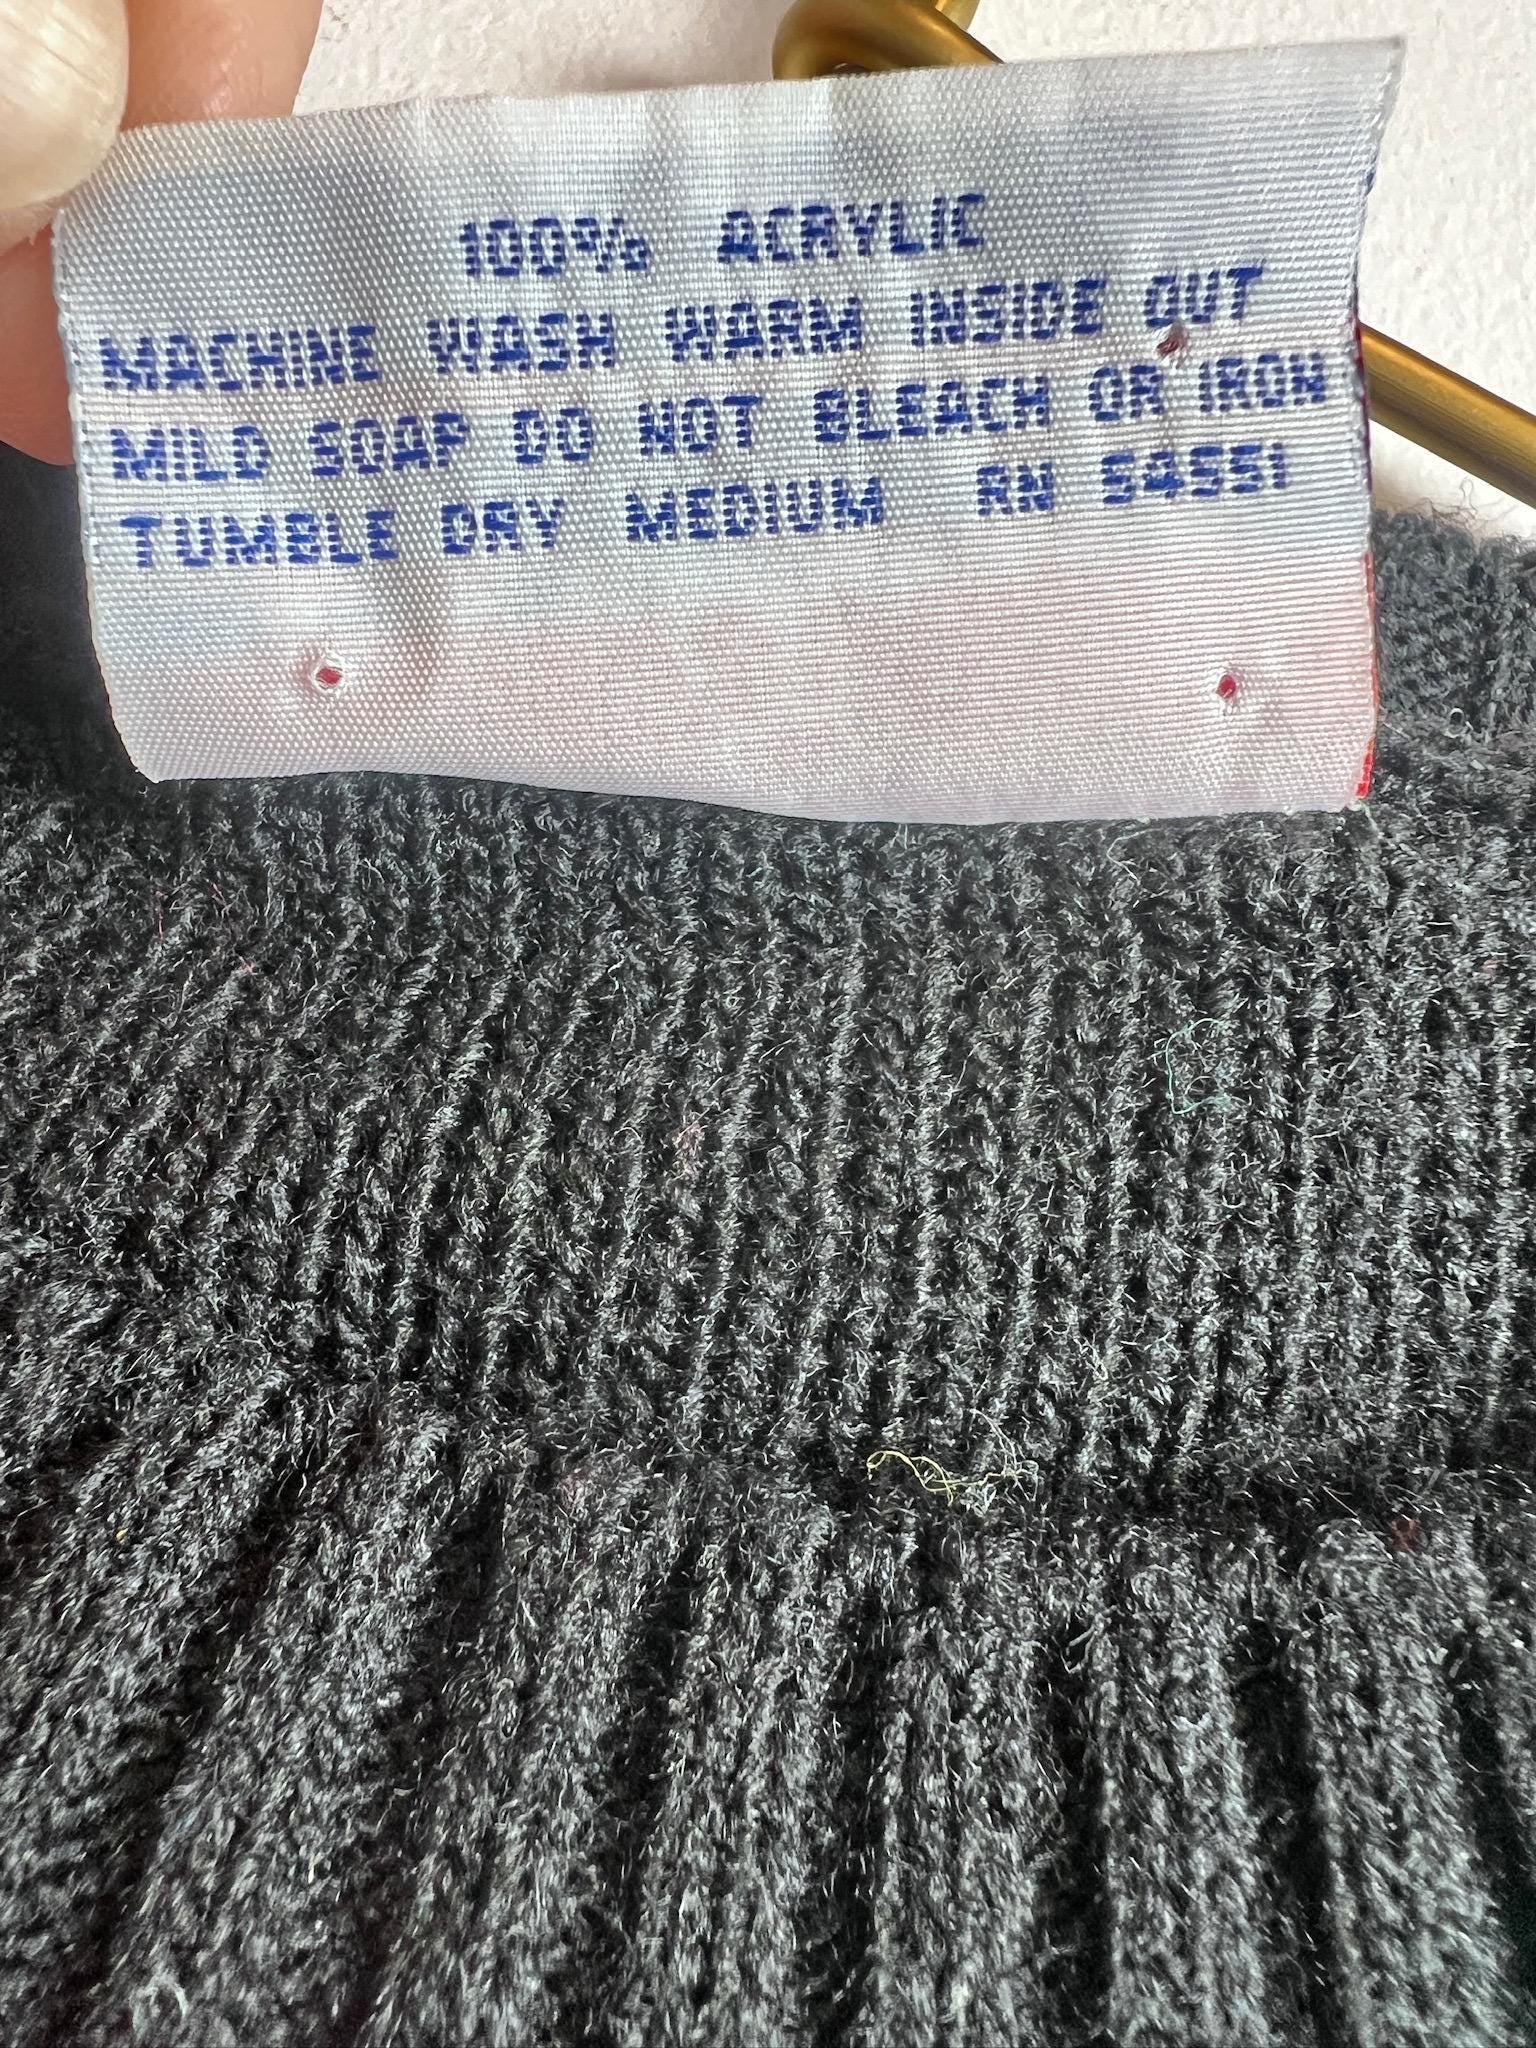 100% ACRYLIC
MACHINE WASH WARM INSIDE OUT
MILD SOAP DO NOT BLEACH OR IRON
TUMBLE DRY MEDIUM RN 54551